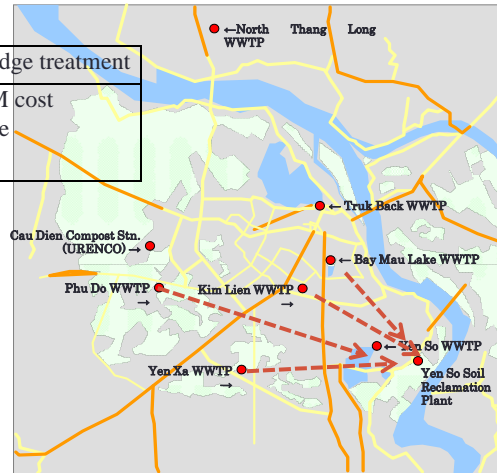 ←North Thang Long
WWTP
dge treatment
M cost
e
← Truk Back WWTP
Cau Dien Compost Stn.
(URENCO) →
← Bay Mau Lake WWTP
Phu Do WWTP
→
Kim Lien WWTP
→
← Yen So WWTP
Yen Xa WWTP
→
Yen So Soil
Reclamation
Plant